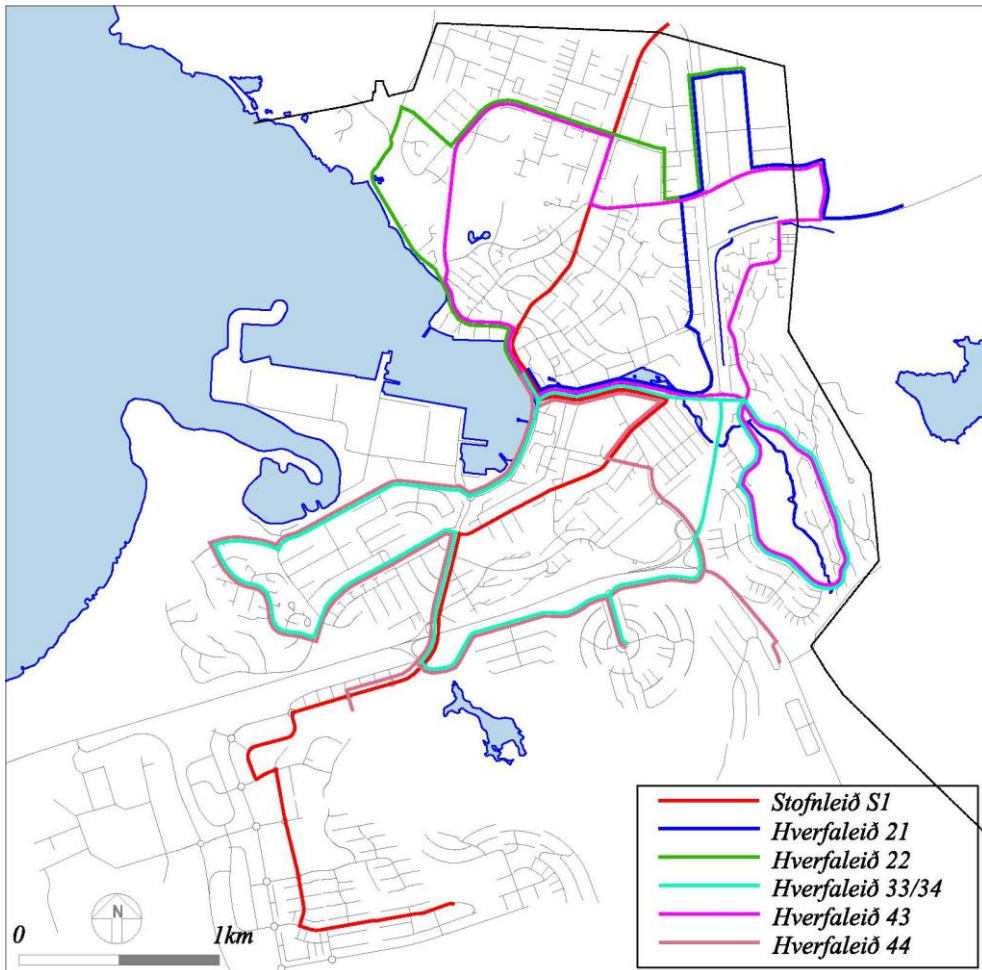 Stofnleið S1
Hverfaleið 21
Hverfaleið 22
Hverfaleið 33/34
Hverfaleið 43
Hverfaleið 44
N
0 1km